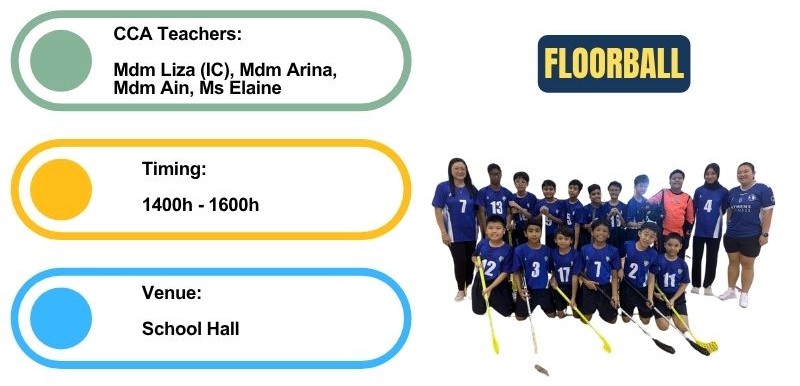 CCA Teachers:
Mdm Liza (IC), Mdm Arina,
Mdm Ain, Ms Elaine
Timing:
1400h - 1600h
Venue:
School Hall
FLOORBALL
7
13
4
12
3
17
7
2
11